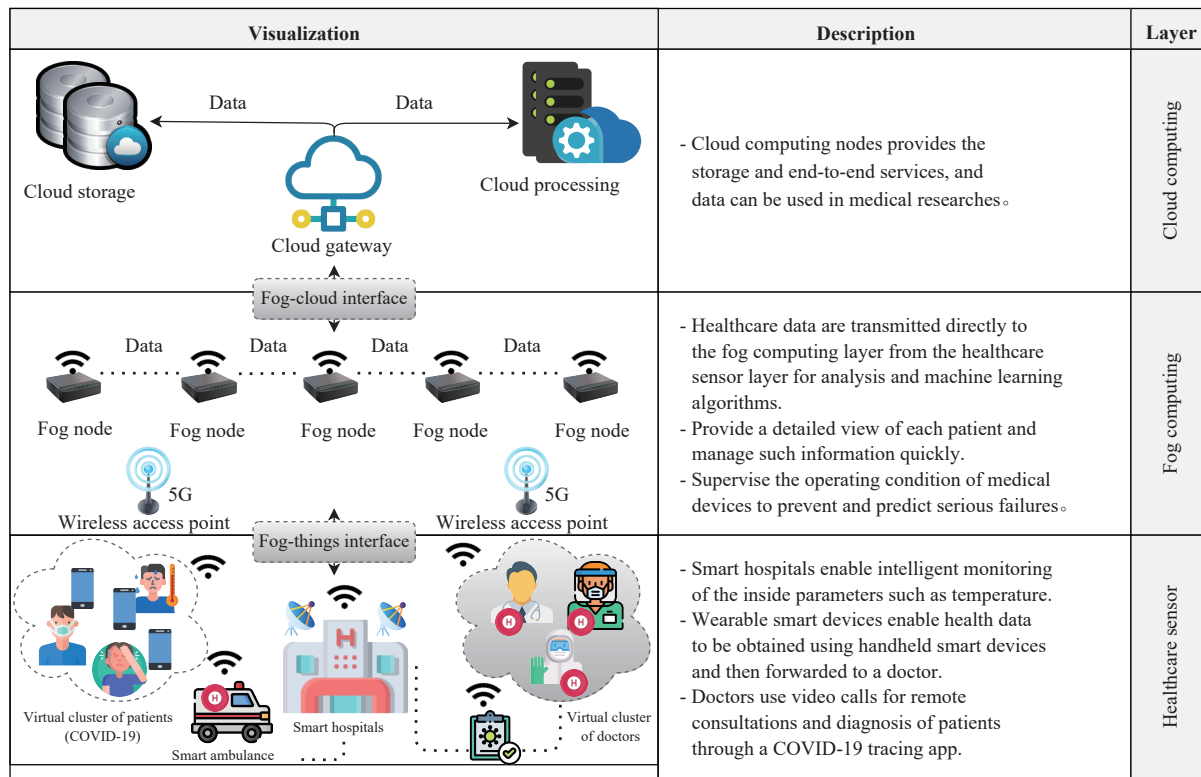 Visualization
Description
Layer
Data
Data
Cloud storage
Cloud processing
Cloud gateway
- Cloud computing nodes provides the
storage and end-to-end services, and
data can be used in medical researches。
Cloud computing
Fog-cloud interface
Data
Data
Data
Data
Fog node
Fog node
Fog node
Fog node
Fog node
5G
5G
Wireless access point
Wireless access point
- Healthcare data are transmitted directly to
the fog computing layer from the healthcare
sensor layer for analysis and machine learning
algorithms.
- Provide a detailed view of each patient and
manage such information quickly.
- Supervise the operating condition of medical
devices to prevent and predict serious failures。
Fog computing
Fog-things interface
H
H
H
H
H
Virtual cluster of patients
(COVID-19)
Smart ambulance
Smart hospitals
Virtual cluster
of doctors
- Smart hospitals enable intelligent monitoring
of the inside parameters such as temperature.
- Wearable smart devices enable health data
to be obtained using handheld smart devices
and then forwarded to a doctor.
- Doctors use video calls for remote
consultations and diagnosis of patients
through a COVID-19 tracing app.
Healthcare sensor